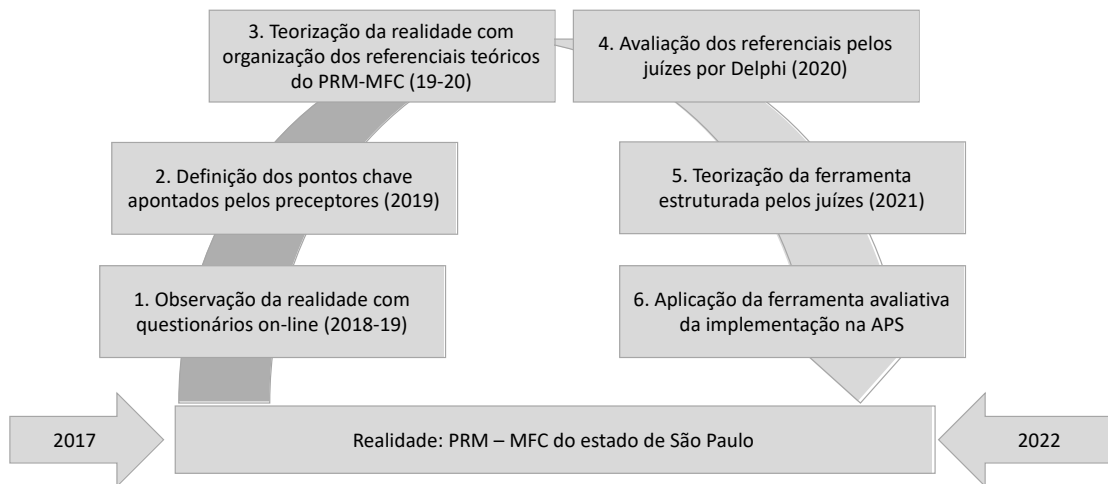 3. Teorização da realidade com
organização dos referenciais teóricos
do PRM-MFC (19-20)
4. Avaliação dos referenciais pelos
juízes por Delphi (2020)
2. Definição dos pontos chave
apontados pelos preceptores (2019)
5. Teorização da ferramenta
estruturada pelos juízes (2021)
1. Observação da realidade com
questionários on-line (2018-19)
6. Aplicação da ferramenta avaliativa
da implementação na APS
2017
Realidade: PRM – MFC do estado de São Paulo
2022